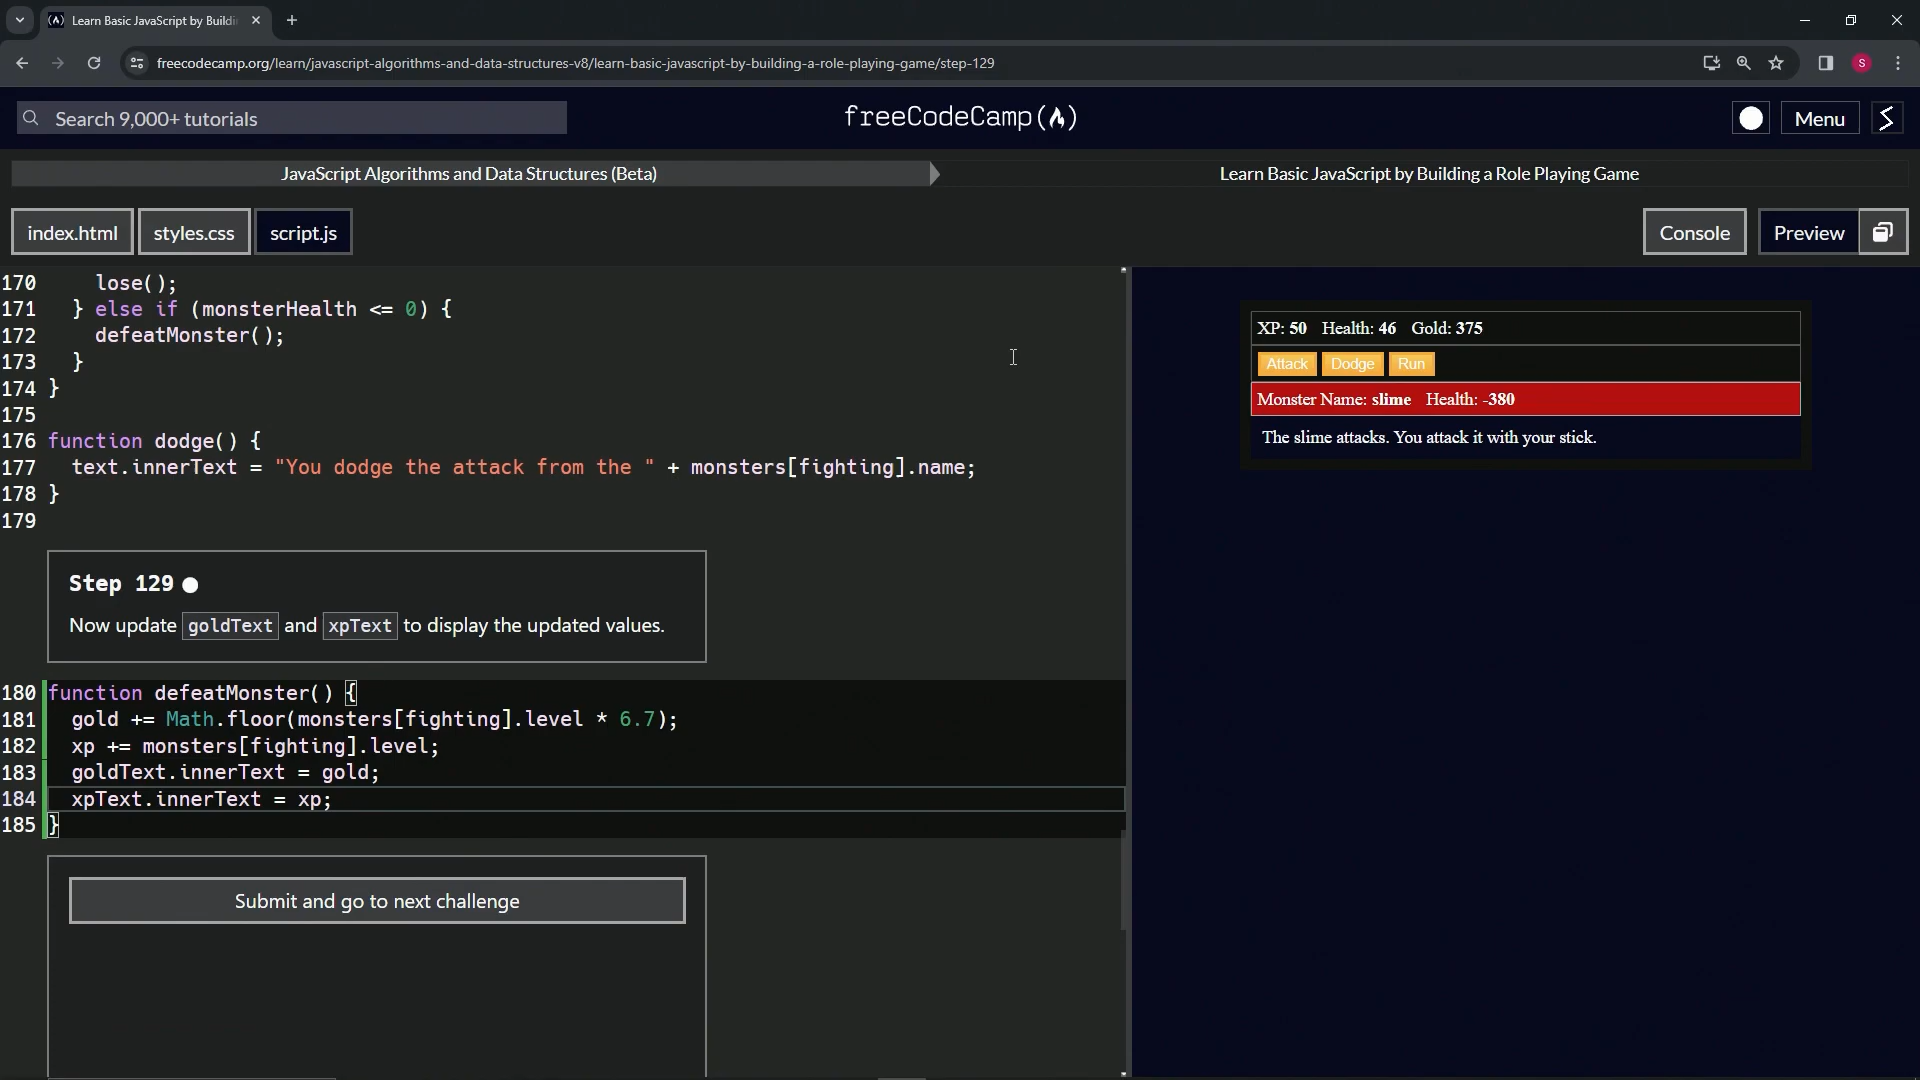 Learn Basic JavaScript by Buildi
freecodecamp.org/learn/javascript-algorithms-and-data-structures-v8/learn-basic-javascript-by-building-a-role-playing-game/step-129
S
Search 9,000+ tutorials
freeCodeCamp
Menu
JavaScript Algorithms and Data Structures (Beta)
Learn Basic JavaScript by Building a Role Playing Game
index.html
styles.css
script.js
Console
Preview
170 lose();
171 } else if (monsterHealth <= 0) {
172 defeatMonster();
173 }
174 }
175
176 function dodge() {
177 text.innerText = "You dodge the attack from the " + monsters[fighting].name;
178 }
179
Step 129
Now update goldText and xpText to display the updated values.
180 function defeatMonster() {
181 gold += Math.floor(monsters[fighting].level * 6.7);
182 xp += monsters[fighting].level;
183 goldText.innerText = gold;
184 xpText.innerText = xp;
185 }
Submit and go to next challenge
XP: 50 Health: 46 Gold: 375
Attack Dodge Run
Monster Name: slime Health: -380
The slime attacks. You attack it with your stick.